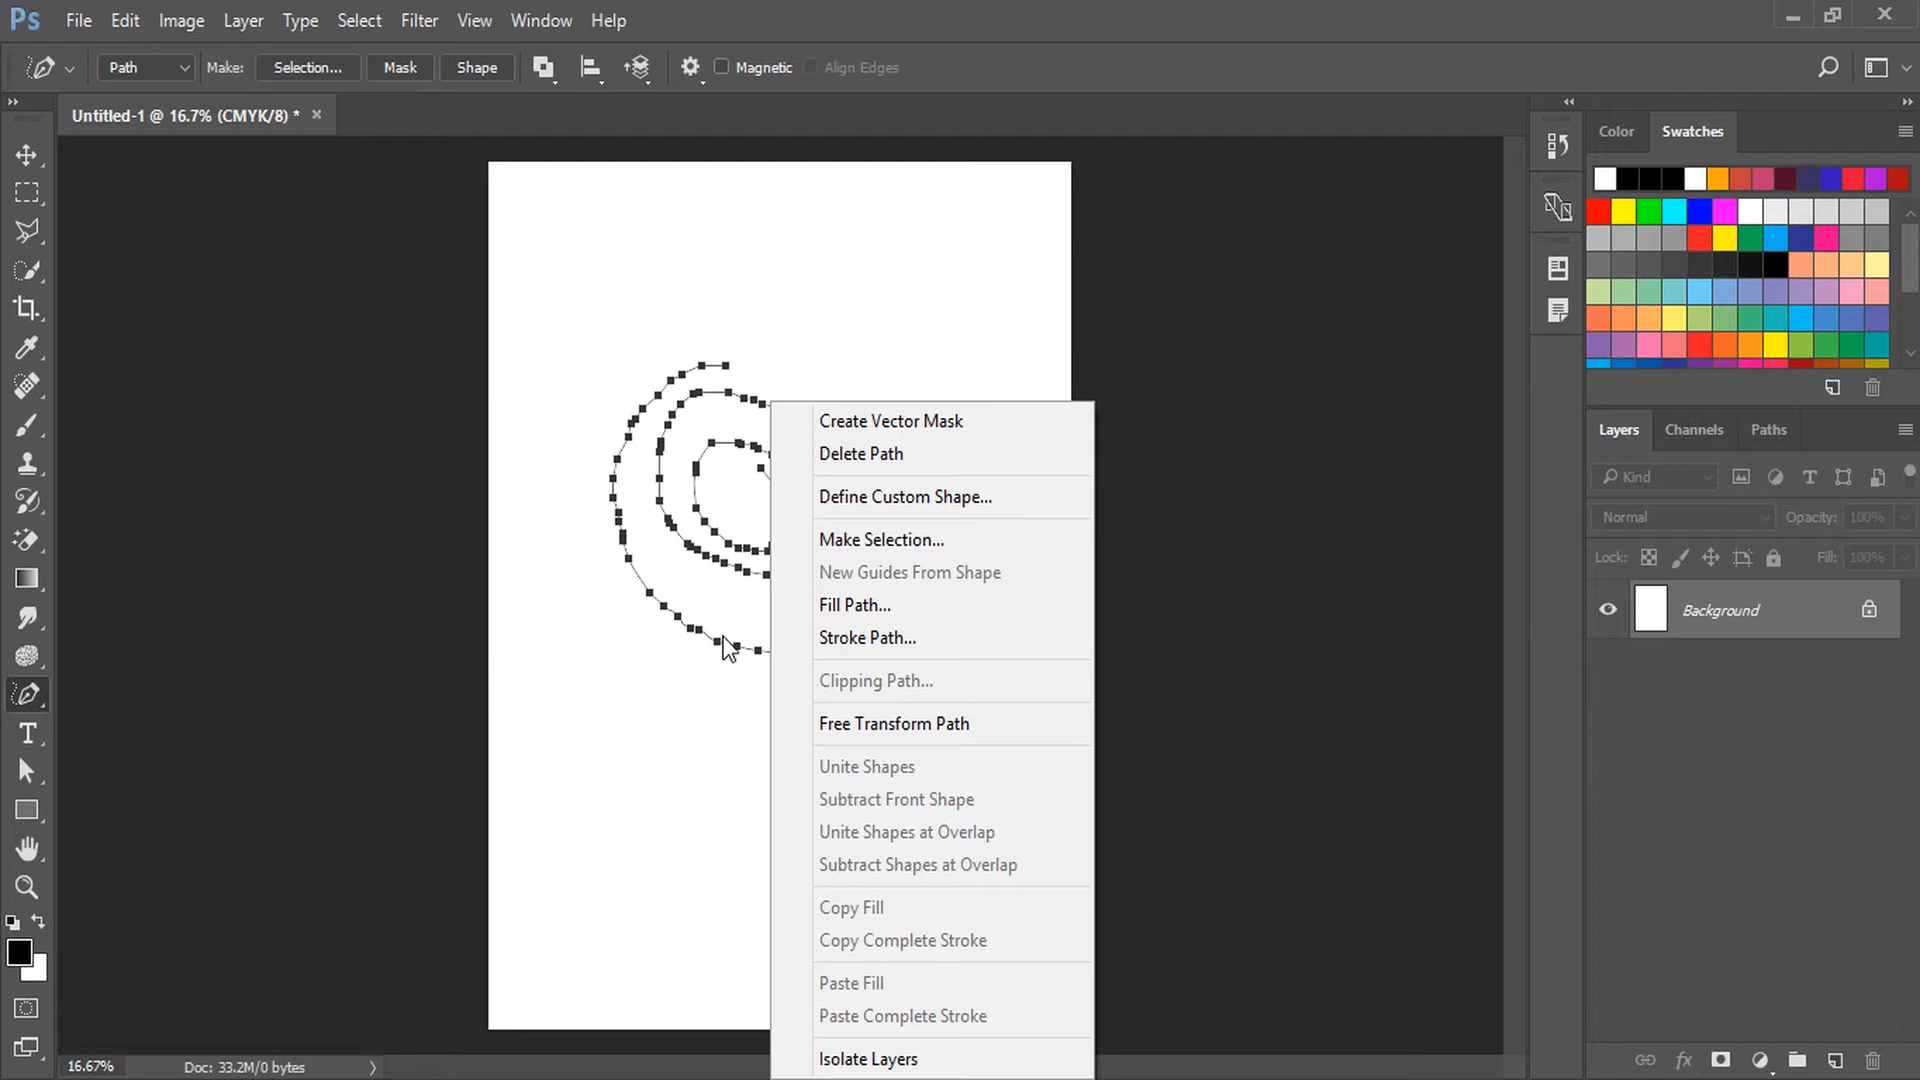 Ps File Edit Image Layer Type Select Filter View Window Help
Path Make: Selection... Mask Shape Magnetic Align Edges
Untitled-1 @ 16.7% (CMYK/8) *
Color Swatches
Create Vector Mask
Delete Path
Define Custom Shape...
Make Selection...
New Guides From Shape
Fill Path...
Stroke Path...
Clipping Path...
Free Transform Path
Unite Shapes
Subtract Front Shape
Unite Shapes at Overlap
Subtract Shapes at Overlap
Copy Fill
Copy Complete Stroke
Paste Fill
Paste Complete Stroke
Isolate Layers
Layers Channels Paths
Kind
Normal Opacity: 100%
Lock: Fill: 100%
Background
fx
16.67% Doc: 33.2M/0 bytes